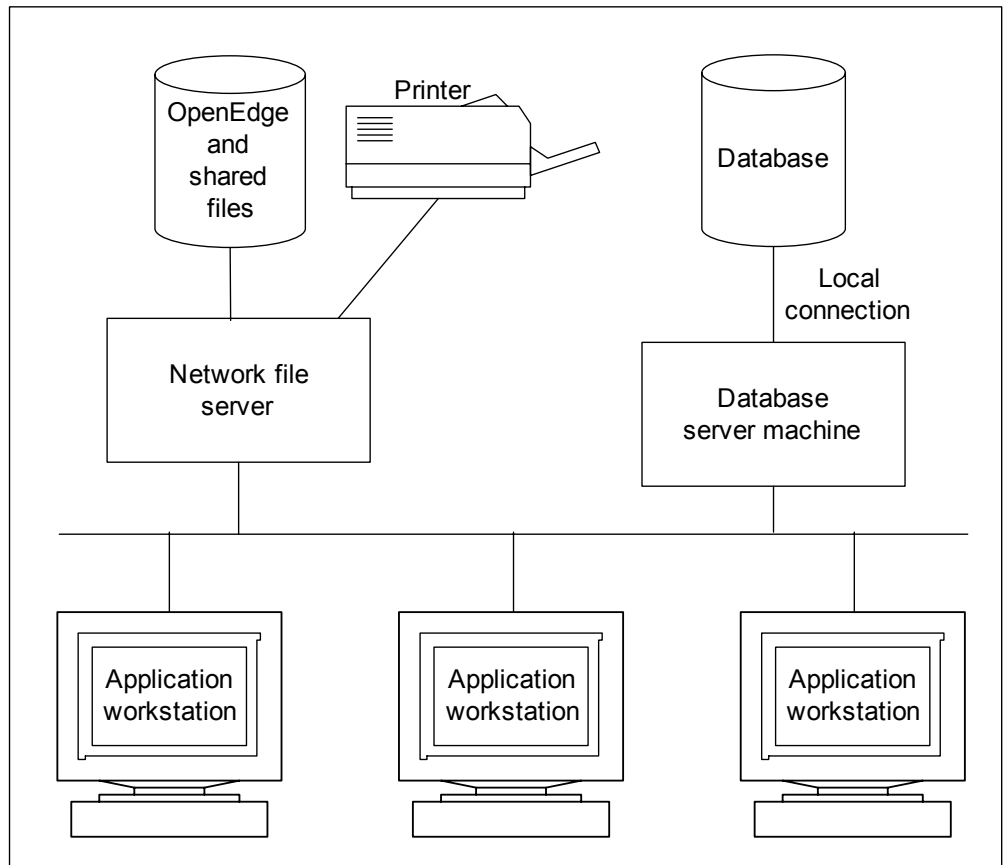 OpenEdge
and
shared
files
Printer
Database
Local
connection
Network file
server
Database
server machine
Application
workstation
Application
workstation
Application
workstation